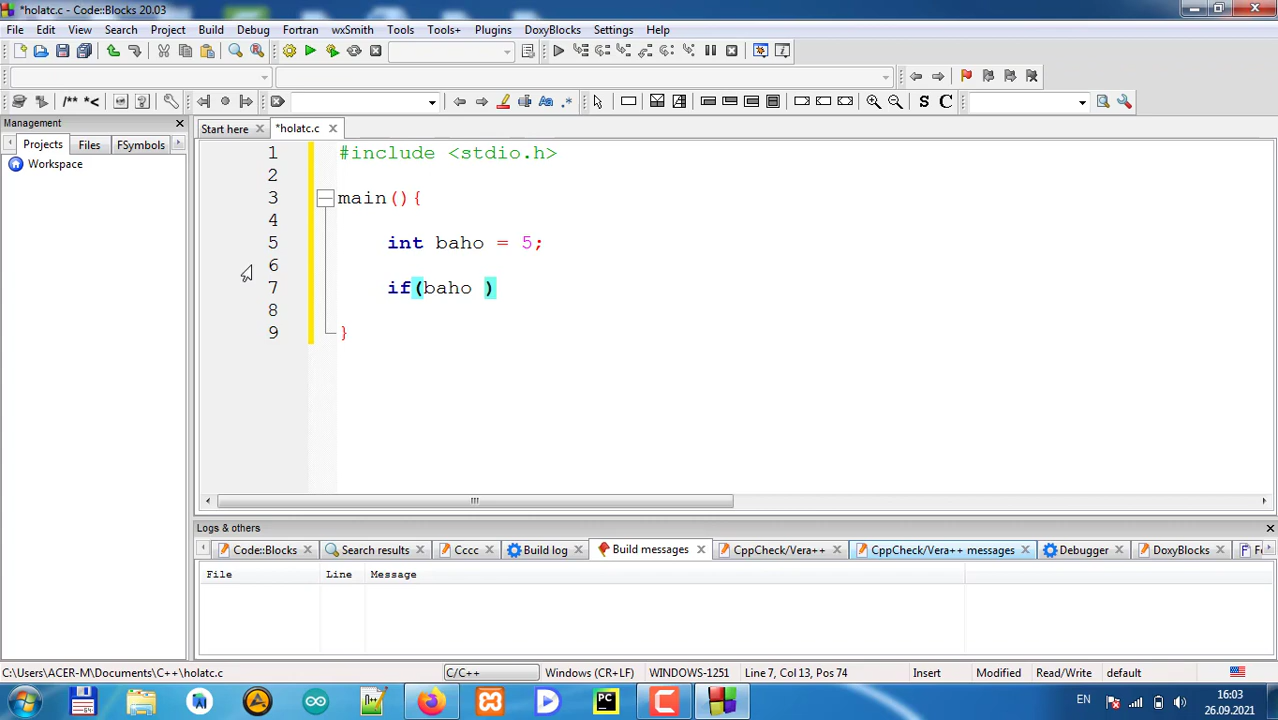 *holatc.c - Code::Blocks 20.03
File Edit View Search Project Build Debug Fortran wxSmith Tools Tools+ Plugins DoxyBlocks Settings Help
/** *< Aa .* S C
Management
Start here *holatc.c
Projects Files FSymbols
Workspace
1 #include <stdio.h>
2
3 main(){
4
5 int baho = 5;
6
7 if(baho )
8
9 }
Logs & others
Code::Blocks Search results Cccc Build log Build messages CppCheck/Vera++ CppCheck/Vera++ messages Debugger DoxyBlocks
File Line Message
C:\Users\ACER-M\Documents\C++\holatc.c C/C++ Windows (CR+LF) WINDOWS-1251 Line 7, Col 13, Pos 74 Insert Modified Read/Write default
64 PC EN 16:03
26.09.2021